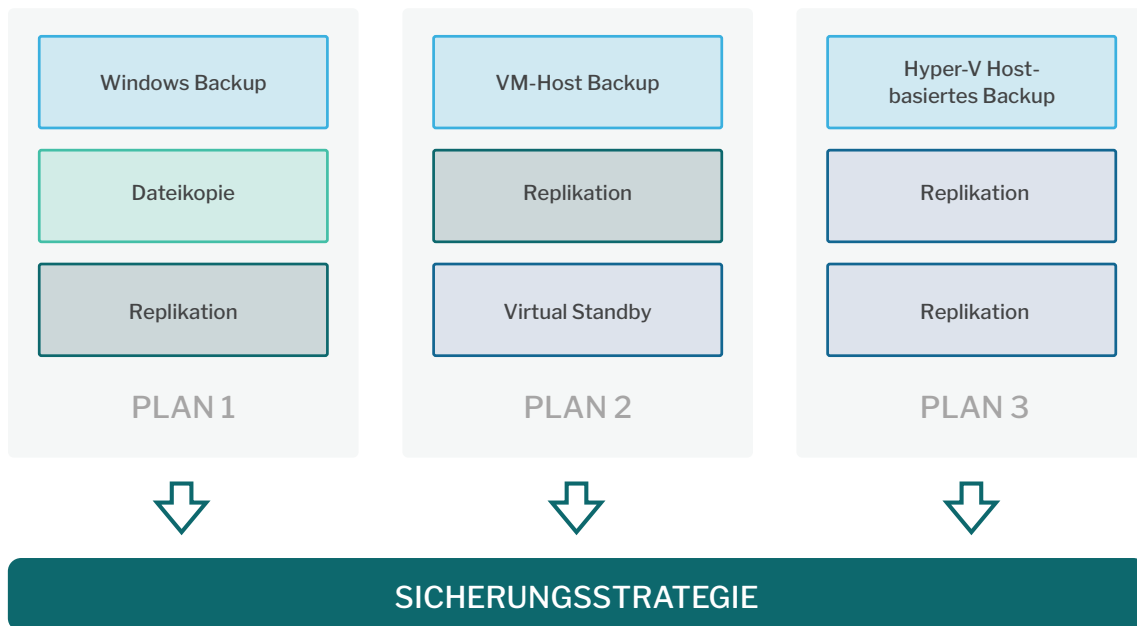 Windows Backup
Dateikopie
Replikation
PLAN 1
VM-Host Backup
Replikation
Virtual Standby
PLAN 2
Hyper-V Host-
basiertes Backup
Replikation
Replikation
PLAN 3
SICHERUNGSSTRATEGIE